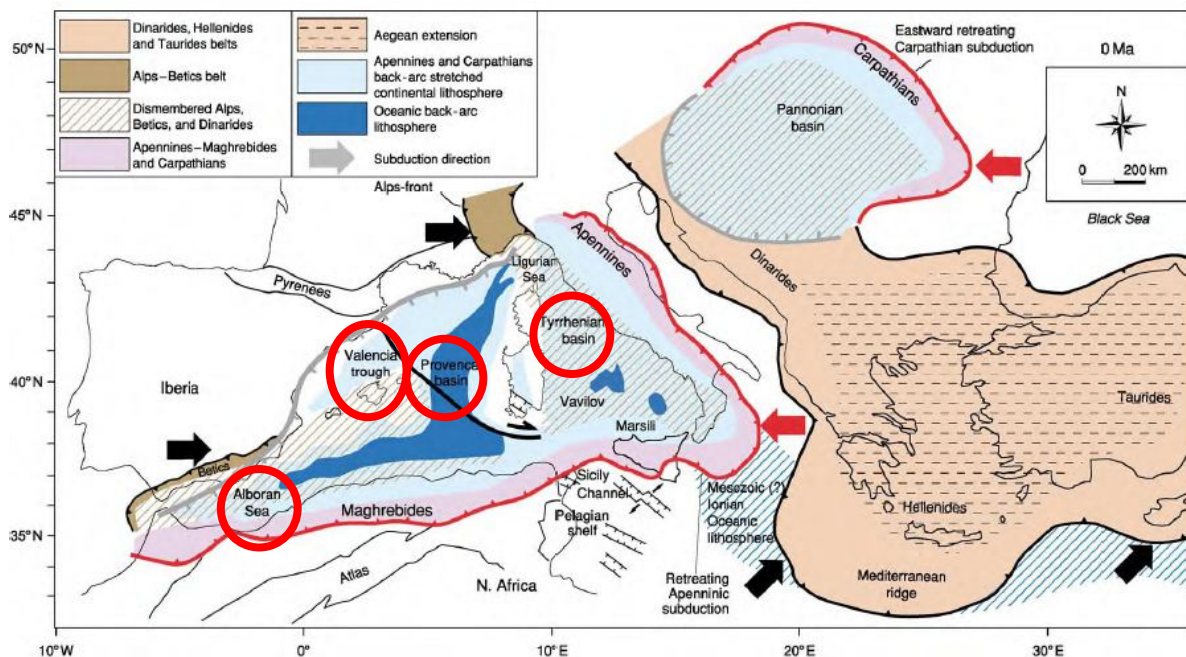 Dinarides, Hellenides
and Taurides belts
Alps–Betics belt
Dismembered Alps,
Betics, and Dinarides
Apennines–Maghrebides
and Carpathians
Aegean extension
Apennines and Carpathians
back-arc stretched
continental lithosphere
Oceanic back-arc
lithosphere
Subduction direction
Alps-front
Eastward retreating
Carpathian subduction
0 Ma
N
0 200 km
Black Sea
Carpathians
Pannonian
basin
50°N
45°N
40°N
35°N
Pyrenees
Ligurian
Sea
Apennines
Dinarides
Tyrrhenian
basin
Valencia
trough
Provence
basin
Iberia
Vavilov
Marsili
Taurides
Betics
Alboran
Sea
Maghrebides
Sicily
Channel
Pelagian
shelf
Mesozoic (?)
Ionian
Oceanic
lithosphere
Hellenides
Atlas
N. Africa
Retreating
Apenninic
subduction
Mediterranean
ridge
10°W
0°
10°E
20°E
30°E